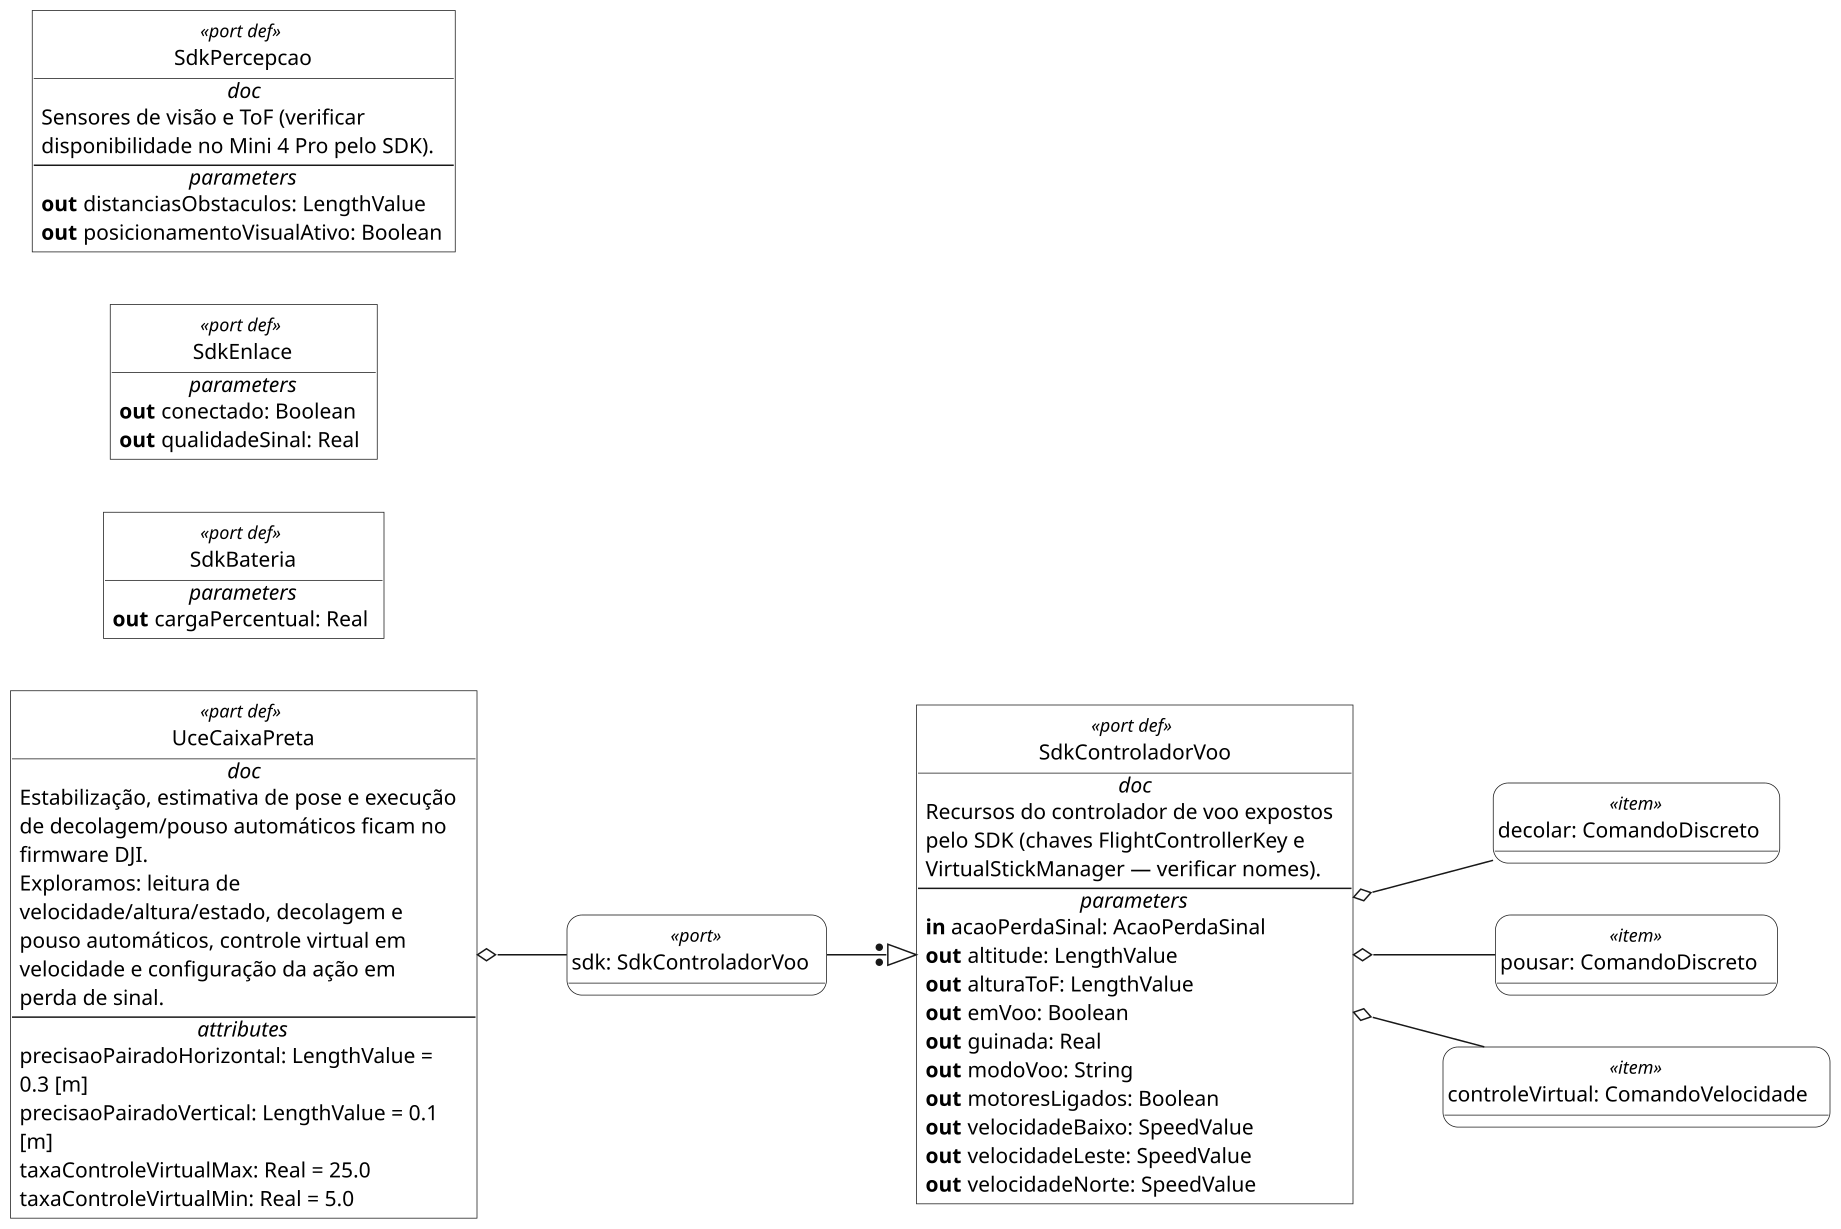 «port def»
SdkPercepcao
doc
Sensores de visão e ToF (verificar
disponibilidade no Mini 4 Pro pelo SDK).
parameters
out distanciasObstaculos: LengthValue
out posicionamentoVisualAtivo: Boolean
«port def»
SdkEnlace
parameters
out conectado: Boolean
out qualidadeSinal: Real
«port def»
SdkBateria
parameters
out cargaPercentual: Real
«part def»
UceCaixaPreta
doc
Estabilização, estimativa de pose e execução
de decolagem/pouso automáticos ficam no
firmware DJI.
Exploramos: leitura de
velocidade/altura/estado, decolagem e
pouso automáticos, controle virtual em
velocidade e configuração da ação em
perda de sinal.
attributes
precisaoPairadoHorizontal: LengthValue =
0.3 [m]
precisaoPairadoVertical: LengthValue = 0.1
[m]
taxaControleVirtualMax: Real = 25.0
taxaControleVirtualMin: Real = 5.0
«port»
sdk: SdkControladorVoo
«port def»
SdkControladorVoo
doc
Recursos do controlador de voo expostos
pelo SDK (chaves FlightControllerKey e
VirtualStickManager — verificar nomes).
parameters
in acaoPerdaSinal: AcaoPerdaSinal
out altitude: LengthValue
out alturaToF: LengthValue
out emVoo: Boolean
out guinada: Real
out modoVoo: String
out motoresLigados: Boolean
out velocidadeBaixo: SpeedValue
out velocidadeLeste: SpeedValue
out velocidadeNorte: SpeedValue
«item»
decolar: ComandoDiscreto
«item»
pousar: ComandoDiscreto
«item»
controleVirtual: ComandoVelocidade